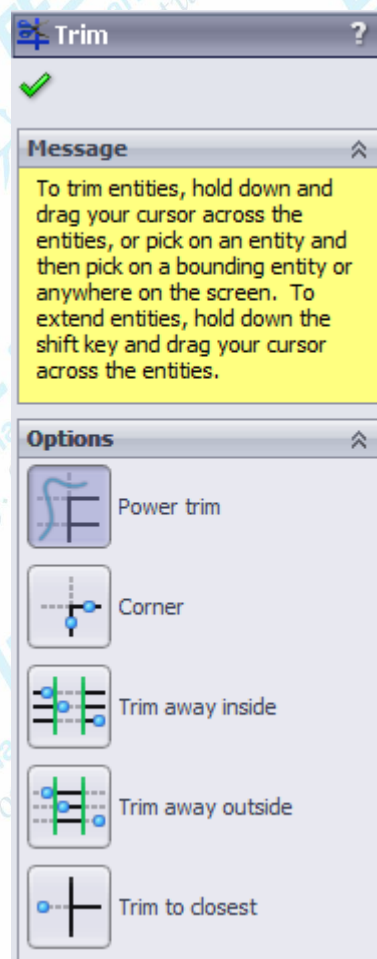 Trim ?
Message
To trim entities, hold down and
drag your cursor across the
entities, or pick on an entity and
then pick on a bounding entity or
anywhere on the screen. To
extend entities, hold down the
shift key and drag your cursor
across the entities.
Options
Power trim
Corner
Trim away inside
Trim away outside
Trim to closest